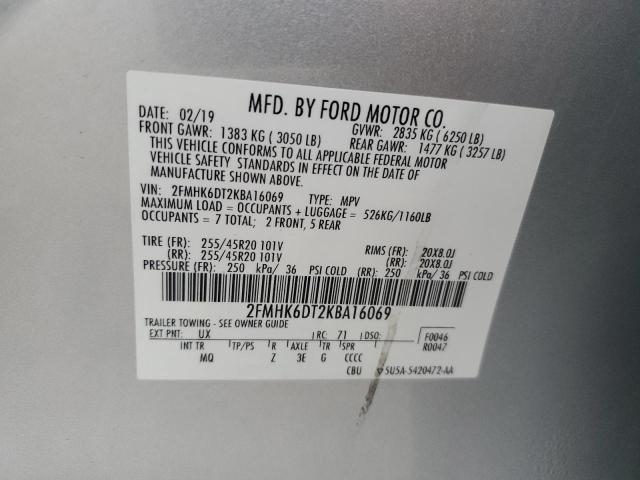 MFD. BY FORD MOTOR CO.
DATE: 02/19 GVWR: 2835 KG ( 6250 LB)
FRONT GAWR: 1383 KG ( 3050 LB) REAR GAWR: 1477 KG ( 3257 LB)
THIS VEHICLE CONFORMS TO ALL APPLICABLE FEDERAL MOTOR
VEHICLE SAFETY STANDARDS IN EFFECT ON THE DATE OF
MANUFACTURE SHOWN ABOVE.
VIN: 2FMHK6DT2KBA16069 TYPE: MPV
MAXIMUM LOAD = OCCUPANTS + LUGGAGE = 526KG/1160LB
OCCUPANTS = 7 TOTAL; 2 FRONT, 5 REAR
TIRE (FR): 255/45R20 101V RIMS (FR): 20X8.0J
(RR): 255/45R20 101V (RR): 20X8.0J
PRESSURE (FR): 250 kPa/ 36 PSI COLD (RR): 250 kPa/ 36 PSI COLD
2FMHK6DT2KBA16069
TRAILER TOWING - SEE OWNER GUIDE
EXT PNT: UX RC: 71 DSO: F0046
INT TR TP/PS R AXLE TR SPR R0047
MQ Z 3E G CCCC
CBU ▽5U5A-5420472-AA